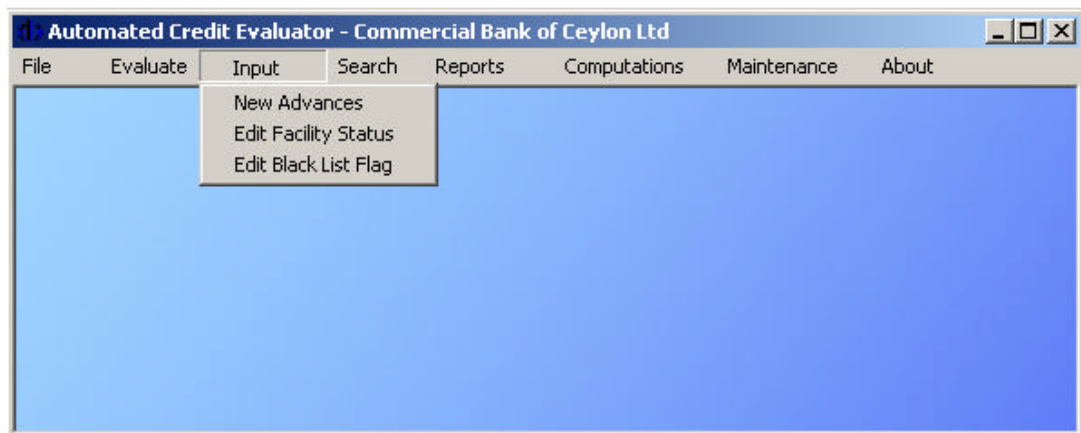 Automated Credit Evaluator - Commercial Bank of Ceylon Ltd
File Evaluate Input Search Reports Computations Maintenance About
New Advances
Edit Facility Status
Edit Black List Flag